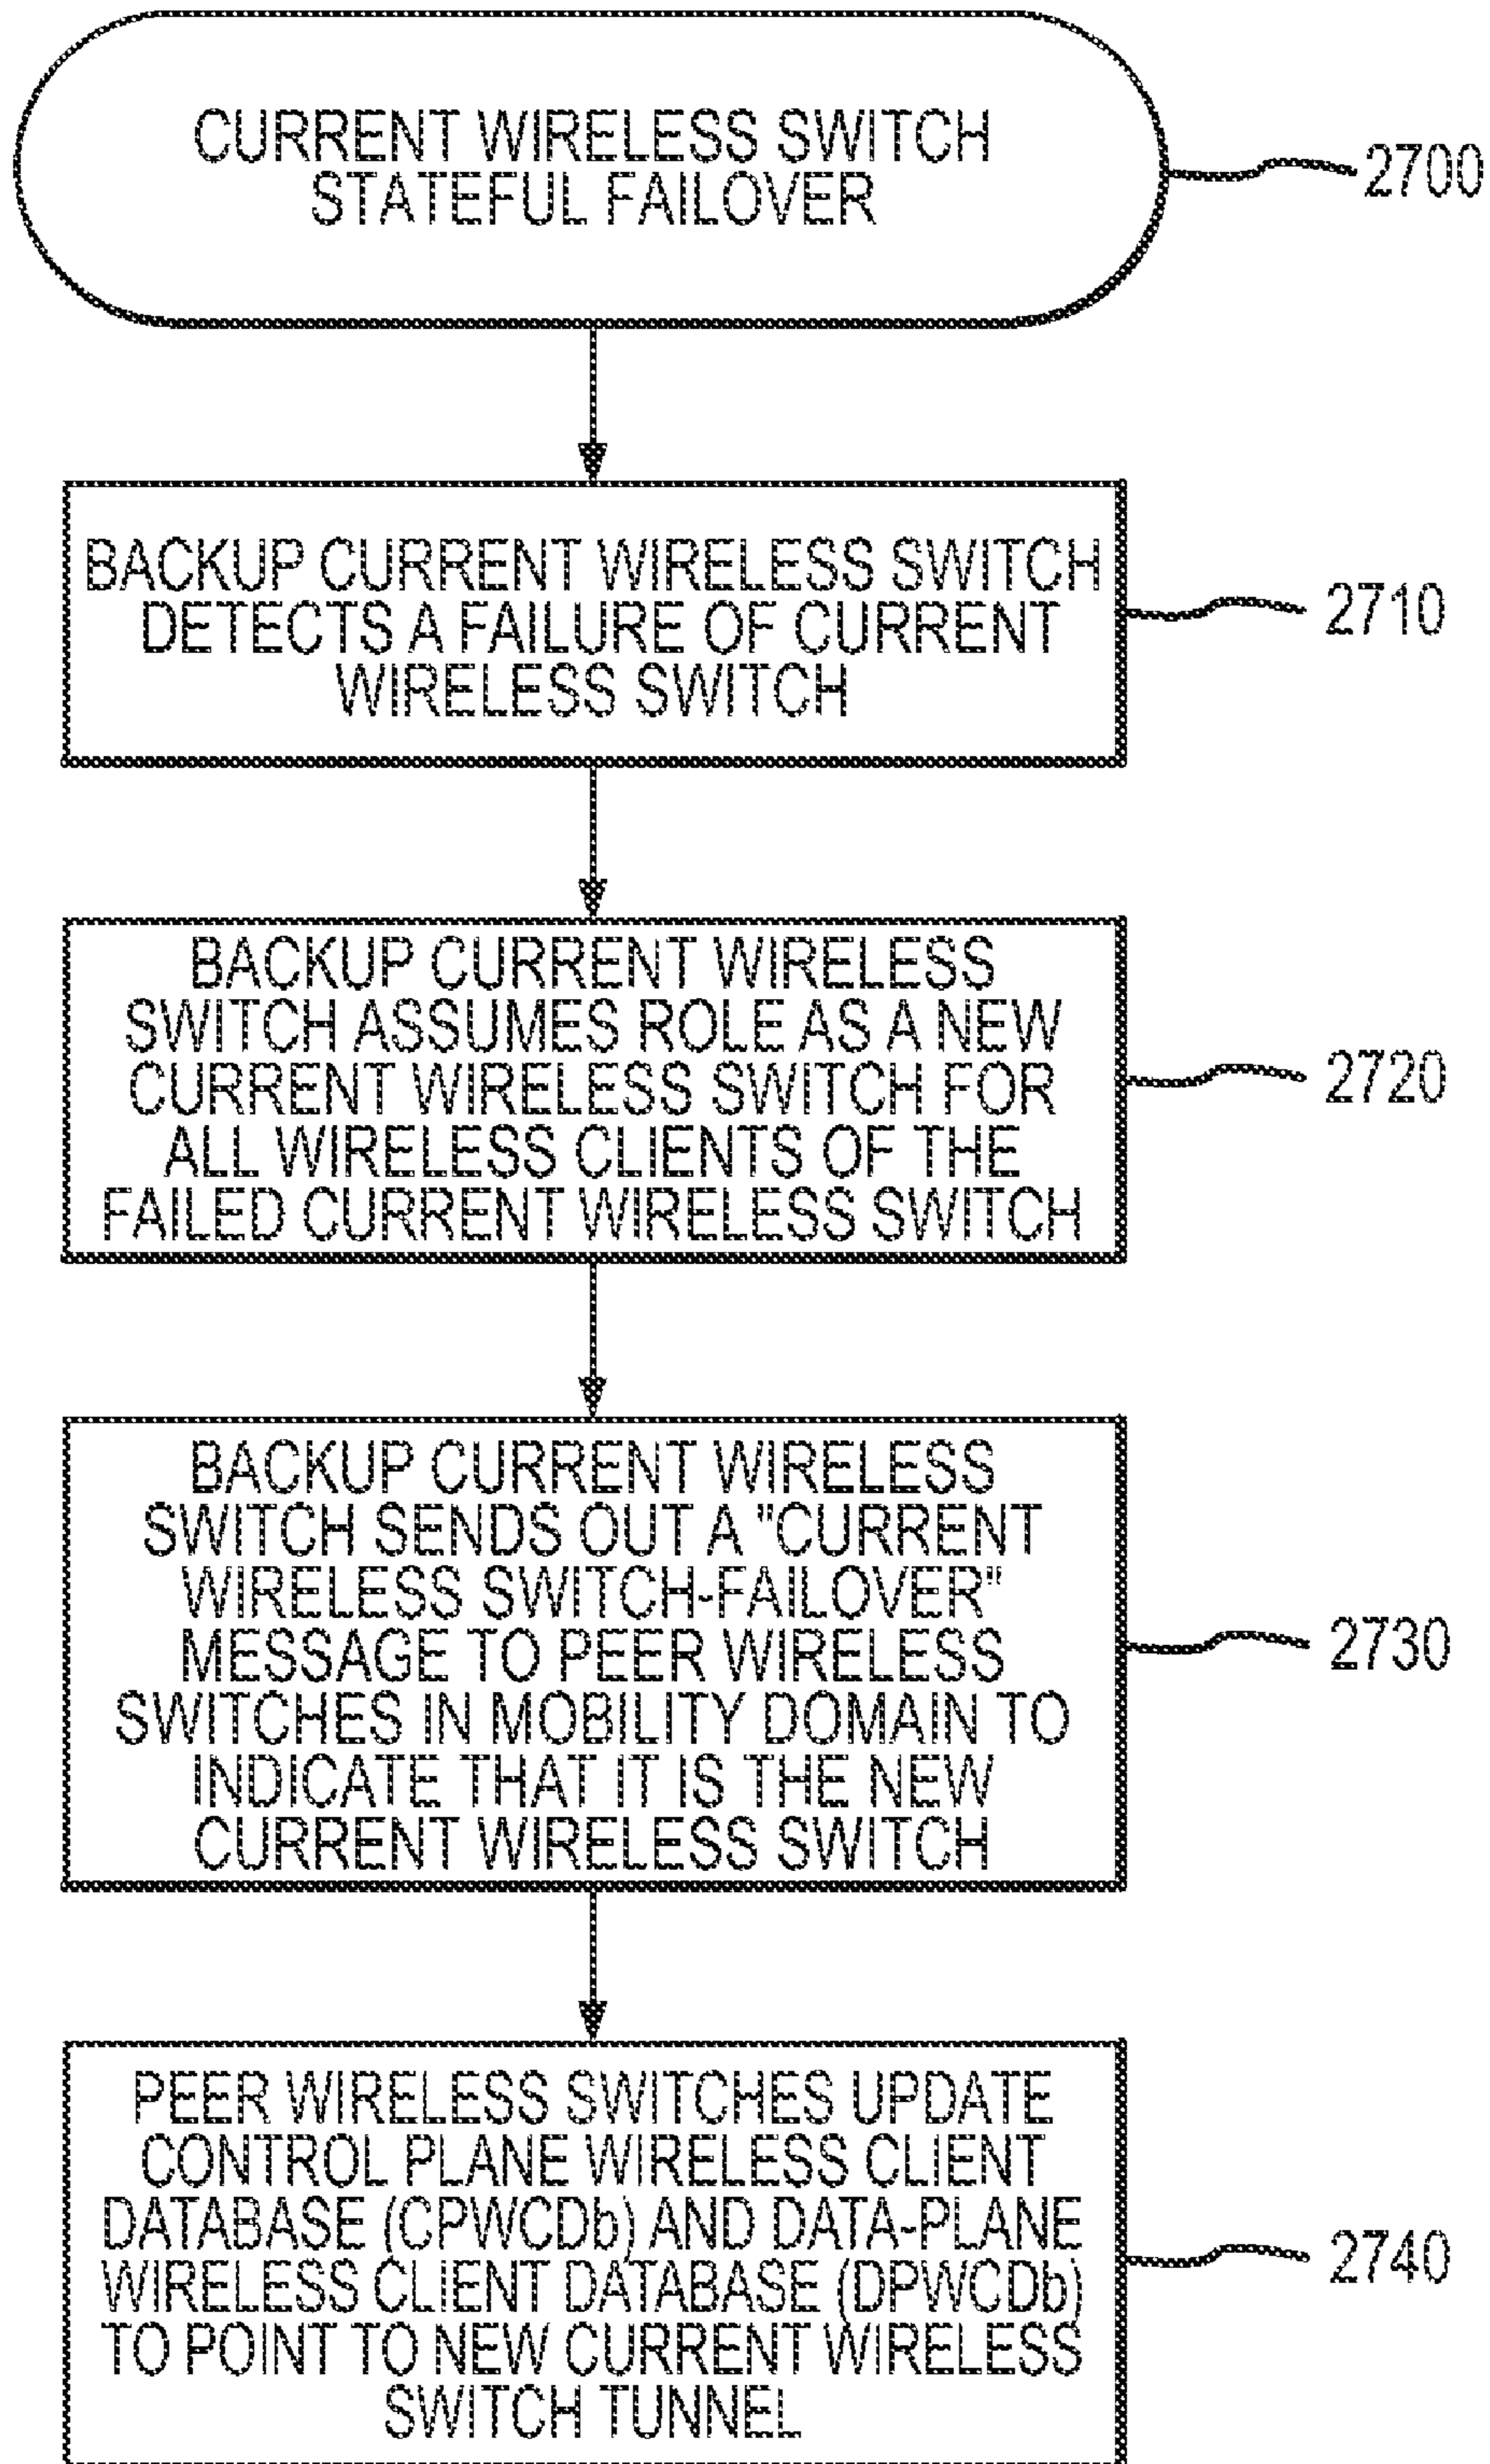 CURRENT WIRELESS SWITCH
STATEFUL FAILOVER
2700
BACKUP CURRENT WIRELESS SWITCH
DETECTS A FAILURE OF CURRENT
WIRELESS SWITCH
2710
BACKUP CURRENT WIRELESS
SWITCH ASSUMES ROLE AS A NEW
CURRENT WIRELESS SWITCH FOR
ALL WIRELESS CLIENTS OF THE
FAILED CURRENT WIRELESS SWITCH
2720
BACKUP CURRENT WIRELESS
SWITCH SENDS OUT A "CURRENT
WIRELESS SWITCH-FAILOVER"
MESSAGE TO PEER WIRELESS
SWITCHES IN MOBILITY DOMAIN TO
INDICATE THAT IT IS THE NEW
CURRENT WIRELESS SWITCH
2730
PEER WIRELESS SWITCHES UPDATE
CONTROL PLANE WIRELESS CLIENT
DATABASE (CPWCDb) AND DATA-PLANE
WIRELESS CLIENT DATABASE (DPWCDb)
TO POINT TO NEW CURRENT WIRELESS
SWITCH TUNNEL
2740